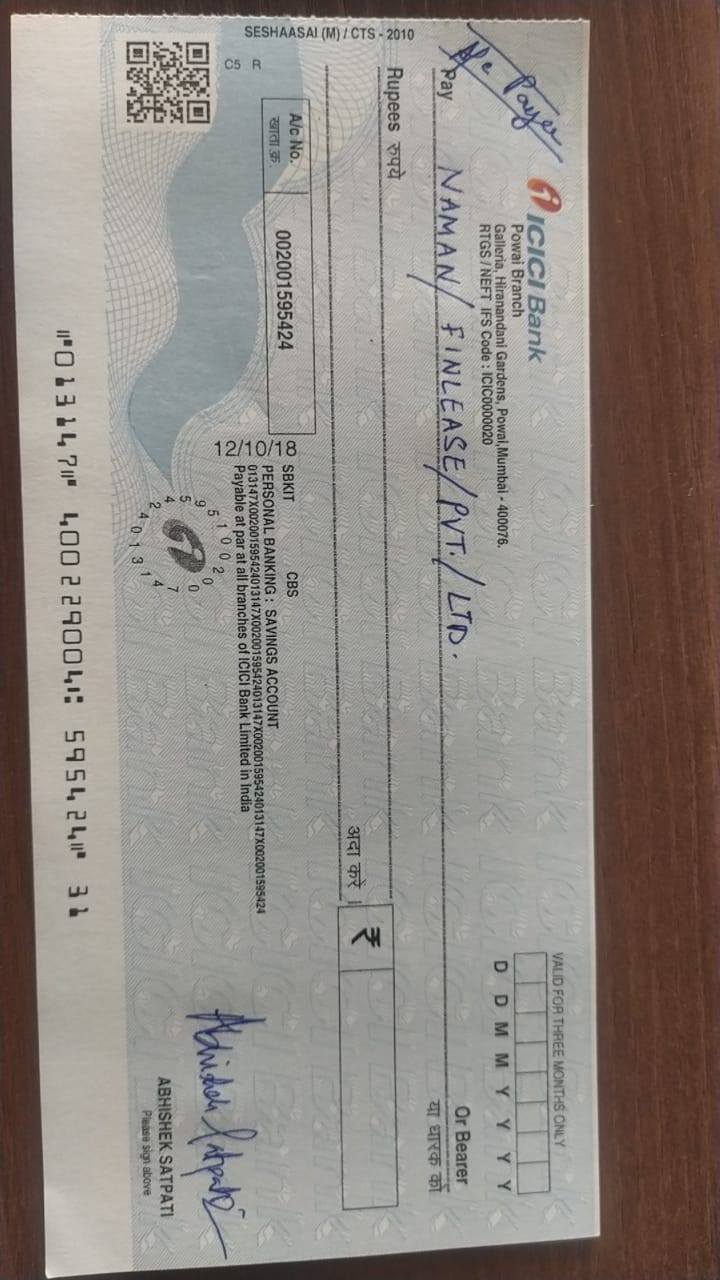 A/c Payee
ICICI Bank
Powai Branch
Galleria, Hiranandani Gardens, Powai,Mumbai - 400076.
RTGS / NEFT IFS Code : ICIC0000020
VALID FOR THREE MONTHS ONLY
D D M M Y Y Y Y
Pay NAMAN/ FINLEASE/PVT./LTD.
Or Bearer
या धारक को
Rupees रुपये
अदा करें ।
₹
A/c No.
खाता क्र.
002001595424
SBKIT CBS
12/10/18
PERSONAL BANKING : SAVINGS ACCOUNT
013147X002001595424013147X002001595424013147X002001595424013147X002001595424
Payable at par at all branches of ICICI Bank Limited in India
SESHAASAI (M) / CTS - 2010
C5 R
Abhishek Satpati
ABHISHEK SATPATI
Please sign above
⑈013147⑈ 400229004⑆ 595424⑈ 31